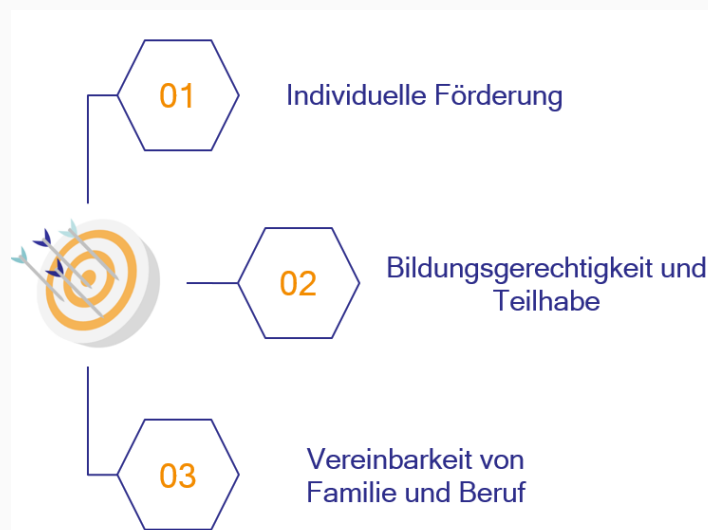 01
Individuelle Förderung
02
Bildungsgerechtigkeit und
Teilhabe
03
Vereinbarkeit von
Familie und Beruf